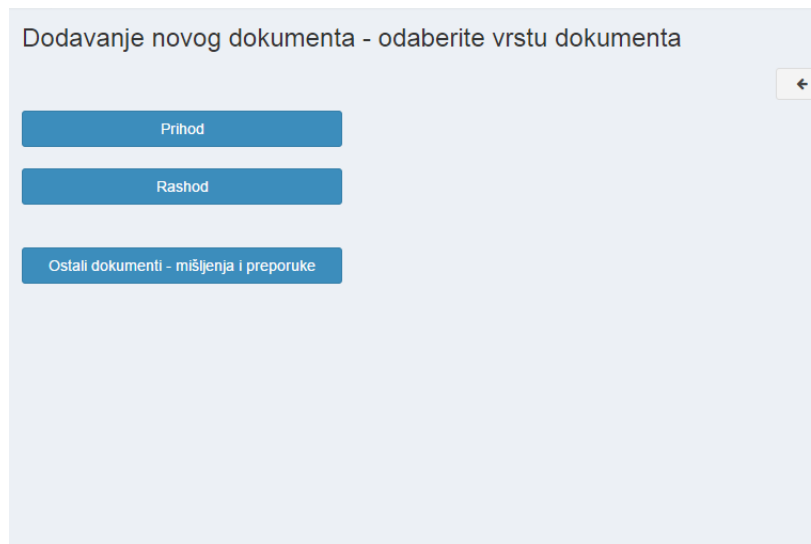 Dodavanje novog dokumenta - odaberite vrstu dokumenta
Prihod
Rashod
Ostali dokumenti - mišljenja i preporuke